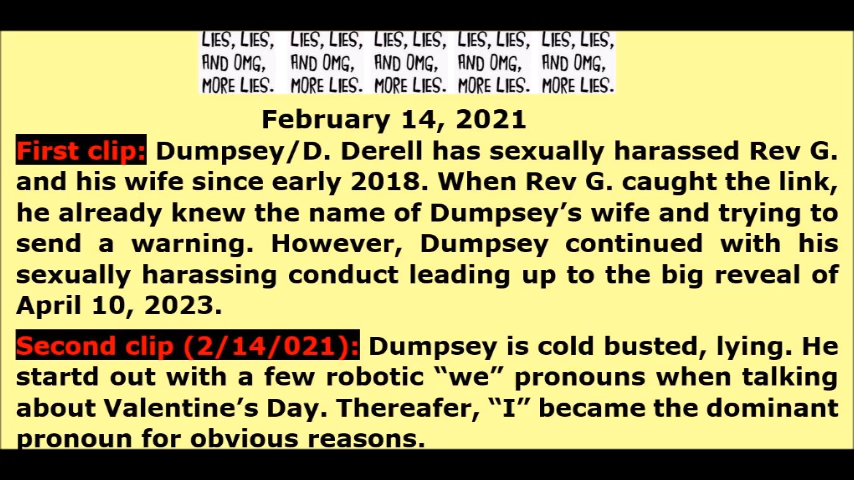 LIES, LIES, LIES, LIES, LIES, LIES, LIES, LIES, LIES, LIES,
AND OMG, AND OMG, AND OMG, AND OMG, AND OMG,
MORE LIES. MORE LIES. MORE LIES. MORE LIES. MORE LIES.
February 14, 2021
First clip: Dumpsey/D. Derell has sexually harassed Rev G.
and his wife since early 2018. When Rev G. caught the link,
he already knew the name of Dumpsey’s wife and trying to
send a warning. However, Dumpsey continued with his
sexually harassing conduct leading up to the big reveal of
April 10, 2023.
Second clip (2/14/021): Dumpsey is cold busted, lying. He
startd out with a few robotic “we” pronouns when talking
about Valentine’s Day. Thereafer, “I” became the dominant
pronoun for obvious reasons.